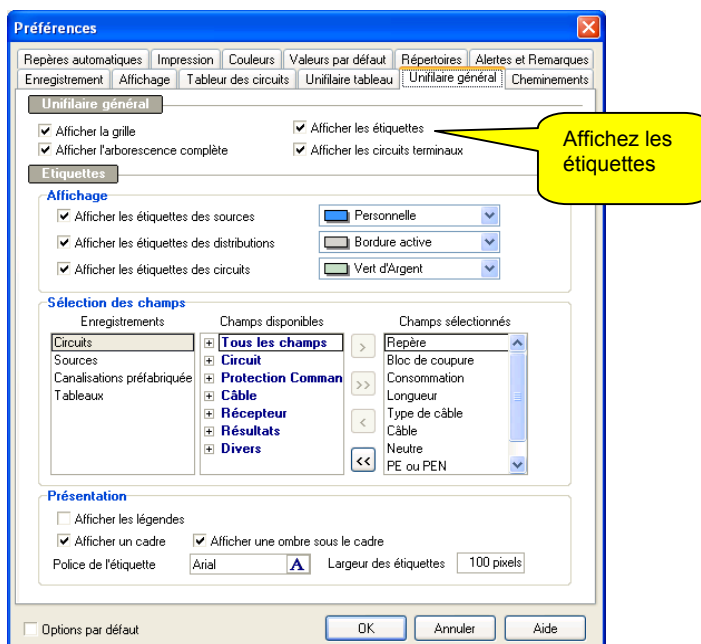 Préférences
Repères automatiques Impression Couleurs Valeurs par défaut Répertoires Alertes et Remarques
Enregistrement Affichage Tableur des circuits Unifilaire tableau Unifilaire général Cheminements
Unifilaire général
Afficher la grille Afficher les étiquettes
Afficher l'arborescence complète Afficher les circuits terminaux
Affichez les
étiquettes
Etiquettes
Affichage
Afficher les étiquettes des sources Personnelle
Afficher les étiquettes des distributions Bordure active
Afficher les étiquettes des circuits Vert d'Argent
Sélection des champs
Enregistrements Champs disponibles Champs sélectionnés
Circuits Tous les champs > Repère
Sources Circuit Bloc de coupure
Canalisations préfabriquée Protection Comman >> Consommation
Tableaux Câble Longueur
Récepteur < Type de câble
Résultats Câble
Divers << Neutre
PE ou PEN
Présentation
Afficher les légendes
Afficher un cadre Afficher une ombre sous le cadre
Police de l'étiquette Arial A Largeur des étiquettes 100 pixels
Options par défaut OK Annuler Aide